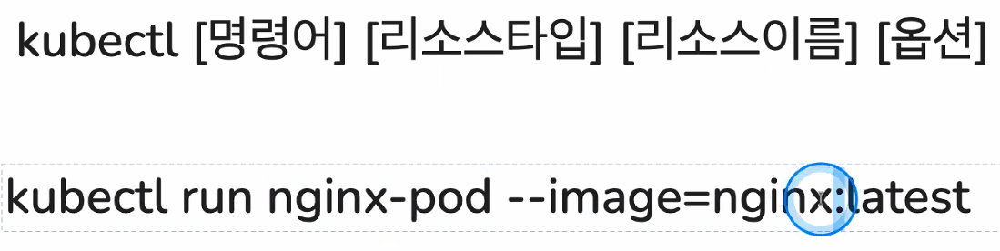 kubectl [명령어] [리소스타입] [리소스이름] [옵션]
kubectl run nginx-pod --image=nginx:latest